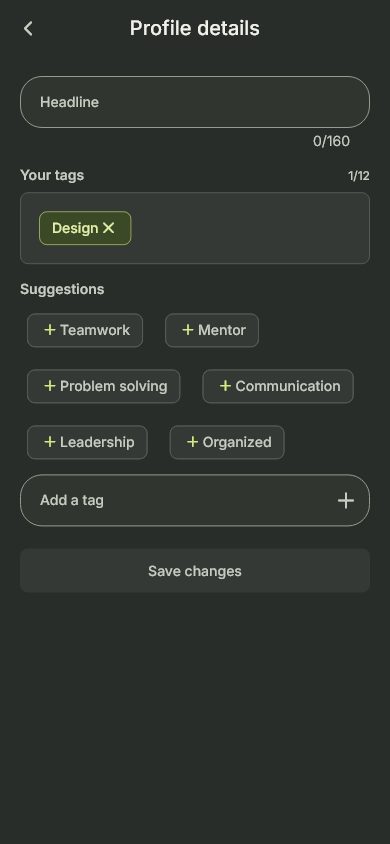 Profile details
Headline
0/160
Your tags 1/12
Design
Suggestions
Teamwork Mentor
Problem solving Communication
Leadership Organized
Add a tag
Save changes